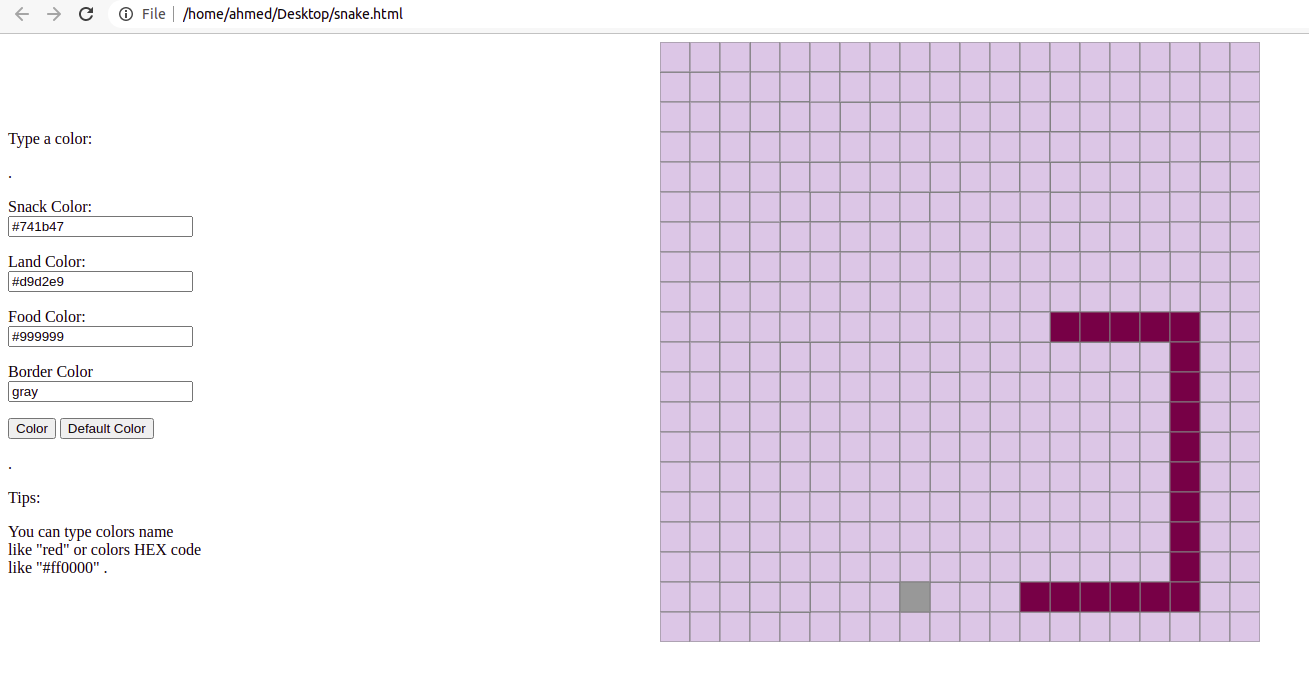 File /home/ahmed/Desktop/snake.html
Type a color:
.
Snack Color:
#741b47
Land Color:
#d9d2e9
Food Color:
#999999
Border Color
gray
Color Default Color
.
Tips:
You can type colors name
like "red" or colors HEX code
like "#ff0000" .